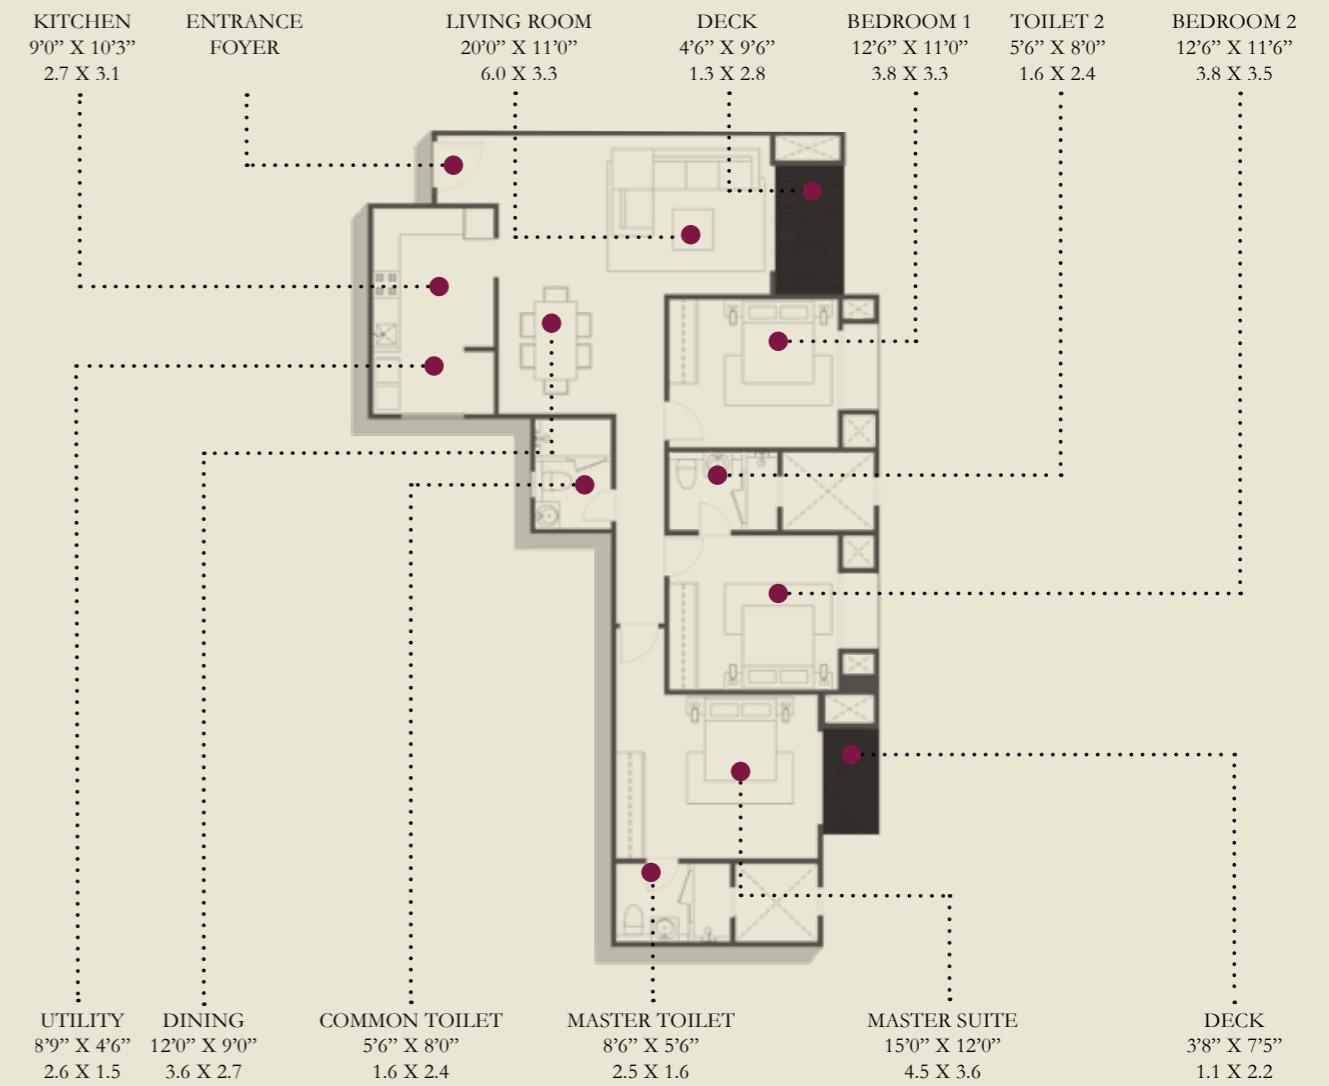 KITCHEN
9’0” X 10’3”
2.7 X 3.1
ENTRANCE
FOYER
LIVING ROOM
20’0” X 11’0”
6.0 X 3.3
DECK
4’6” X 9’6”
1.3 X 2.8
BEDROOM 1
12’6” X 11’0”
3.8 X 3.3
TOILET 2
5’6” X 8’0”
1.6 X 2.4
BEDROOM 2
12’6” X 11’6”
3.8 X 3.5
UTILITY
8’9” X 4’6”
2.6 X 1.5
DINING
12’0” X 9’0”
3.6 X 2.7
COMMON TOILET
5’6” X 8’0”
1.6 X 2.4
MASTER TOILET
8’6” X 5’6”
2.5 X 1.6
MASTER SUITE
15’0” X 12’0”
4.5 X 3.6
DECK
3’8” X 7’5”
1.1 X 2.2